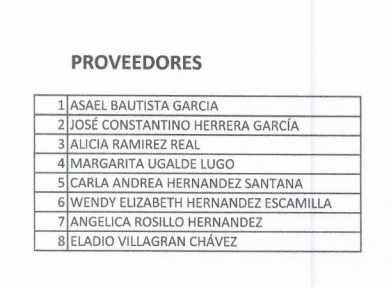 PROVEEDORES
1 ASAEL BAUTISTA GARCIA
2 JOSÉ CONSTANTINO HERRERA GARCÍA
3 ALICIA RAMIREZ REAL
4 MARGARITA UGALDE LUGO
5 CARLA ANDREA HERNANDEZ SANTANA
6 WENDY ELIZABETH HERNANDEZ ESCAMILLA
7 ANGELICA ROSILLO HERNANDEZ
8 ELADIO VILLAGRAN CHÁVEZ